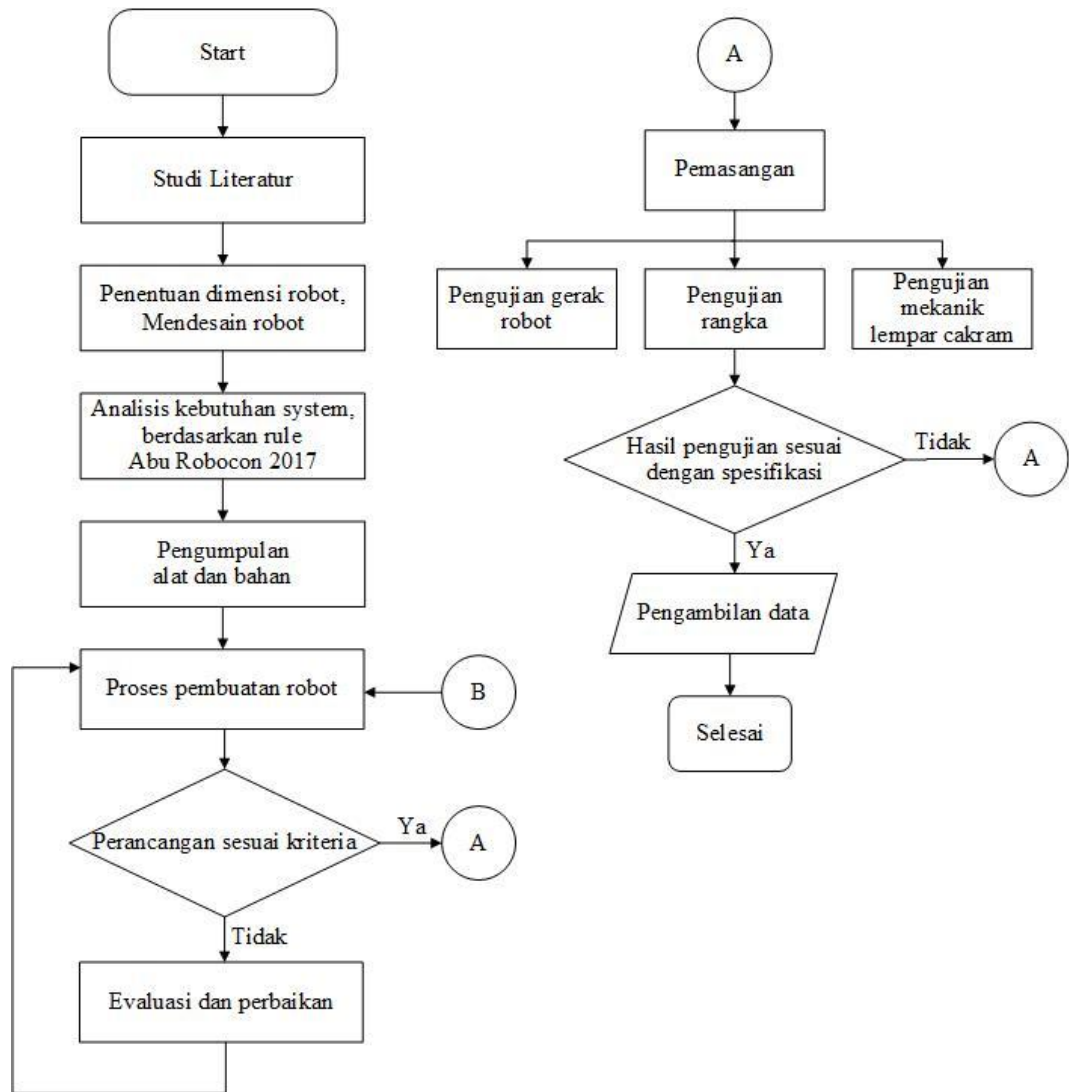 Start
Studi Literatur
Penentuan dimensi robot,
Mendesain robot
Analisis kebutuhan system,
berdasarkan rule
Abu Robocon 2017
Pengumpulan
alat dan bahan
Proses pembuatan robot
B
Perancangan sesuai kriteria
Ya
A
Tidak
Evaluasi dan perbaikan
A
Pemasangan
Pengujian gerak
robot
Pengujian
rangka
Pengujian
mekanik
lempar cakram
Hasil pengujian sesuai
dengan spesifikasi
Tidak
A
Ya
Pengambilan data
Selesai